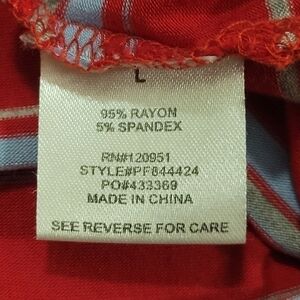 L
95% RAYON
5% SPANDEX
RN#120951
STYLE#PF844424
PO#433369
MADE IN CHINA
SEE REVERSE FOR CARE